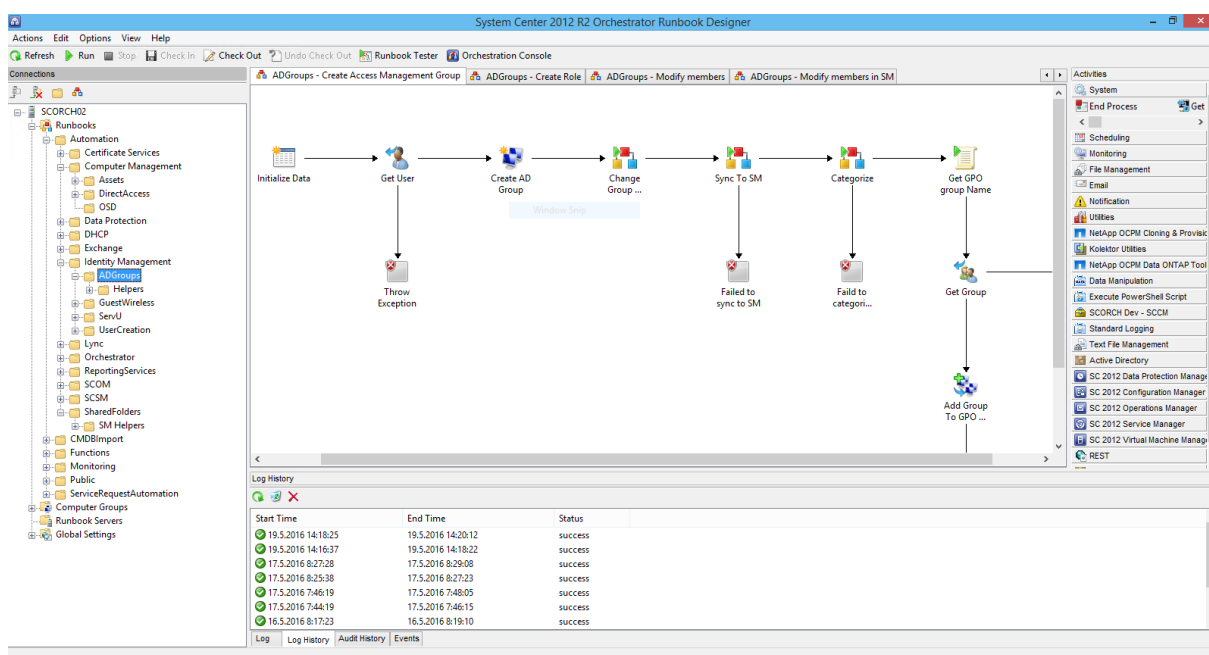 System Center 2012 R2 Orchestrator Runbook Designer
Actions Edit Options View Help
Refresh Run Stop Check In Check Out Undo Check Out Runbook Tester Orchestration Console
Connections
SCORCH02
Runbooks
Automation
Certificate Services
Computer Management
Assets
DirectAccess
OSD
Data Protection
DHCP
Exchange
Identity Management
ADGroups
Helpers
GuestWireless
ServU
UserCreation
Lync
Orchestrator
ReportingServices
SCOM
SCSM
SharedFolders
SM Helpers
CMDBImport
Functions
Monitoring
Public
ServiceRequestAutomation
Computer Groups
Runbook Servers
Global Settings
ADGroups - Create Access Management Group ADGroups - Create Role ADGroups - Modify members ADGroups - Modify members in SM
Initialize Data
Get User
Create AD
Group
Change
Group ...
Sync To SM
Categorize
Get GPO
group Name
Window Snip
Throw
Exception
Failed to
sync to SM
Faild to
categori...
Get Group
Add Group
To GPO ...
Log History
Start Time End Time Status
19.5.2016 14:18:25 19.5.2016 14:20:12 success
19.5.2016 14:16:37 19.5.2016 14:18:22 success
17.5.2016 8:27:28 17.5.2016 8:29:08 success
17.5.2016 8:25:38 17.5.2016 8:27:23 success
17.5.2016 7:46:19 17.5.2016 7:48:05 success
17.5.2016 7:44:19 17.5.2016 7:46:15 success
16.5.2016 8:17:23 16.5.2016 8:19:10 success
Log Log History Audit History Events
Activities
System
End Process Get
Scheduling
Monitoring
File Management
Email
Notification
Utilities
NetApp OCPM Cloning & Provisic
Kolektor Utilities
NetApp OCPM Data ONTAP Tool
Data Manipulation
Execute PowerShell Script
SCORCH Dev - SCCM
Standard Logging
Text File Management
Active Directory
SC 2012 Data Protection Manage
SC 2012 Configuration Manager
SC 2012 Operations Manager
SC 2012 Service Manager
SC 2012 Virtual Machine Manage
REST